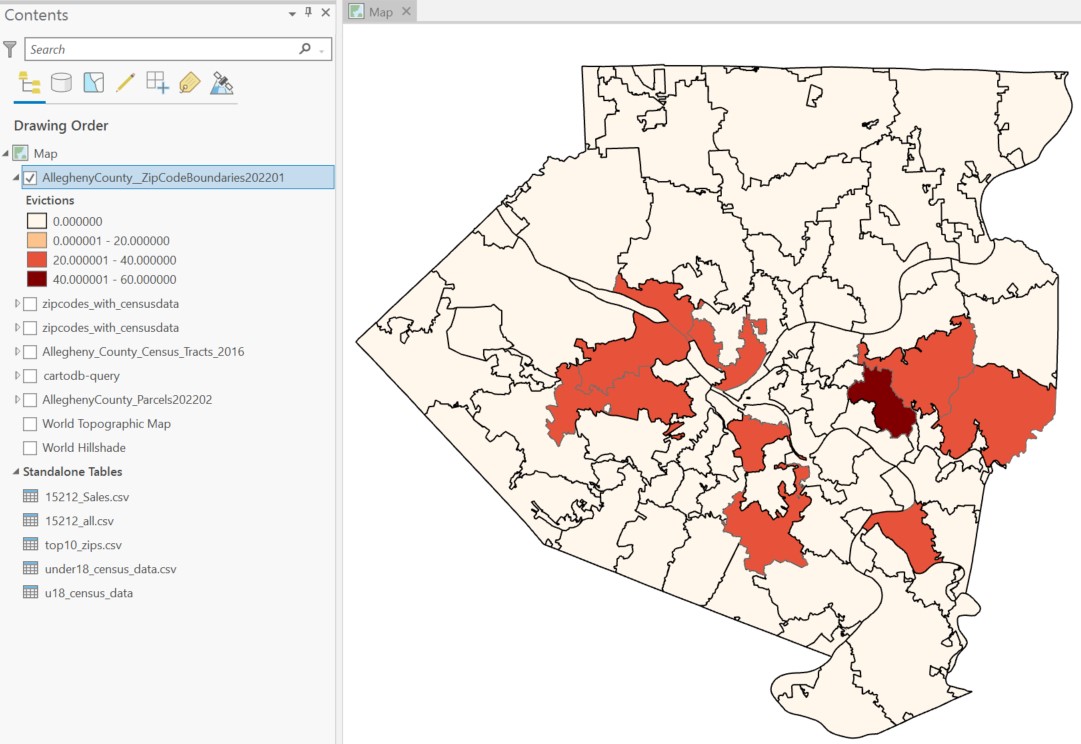 Contents
Map
Search
Drawing Order
Map
AlleghenyCounty__ZipCodeBoundaries202201
Evictions
0.000000
0.000001 - 20.000000
20.000001 - 40.000000
40.000001 - 60.000000
zipcodes_with_censusdata
zipcodes_with_censusdata
Allegheny_County_Census_Tracts_2016
cartodb-query
AlleghenyCounty_Parcels202202
World Topographic Map
World Hillshade
Standalone Tables
15212_Sales.csv
15212_all.csv
top10_zips.csv
under18_census_data.csv
u18_census_data